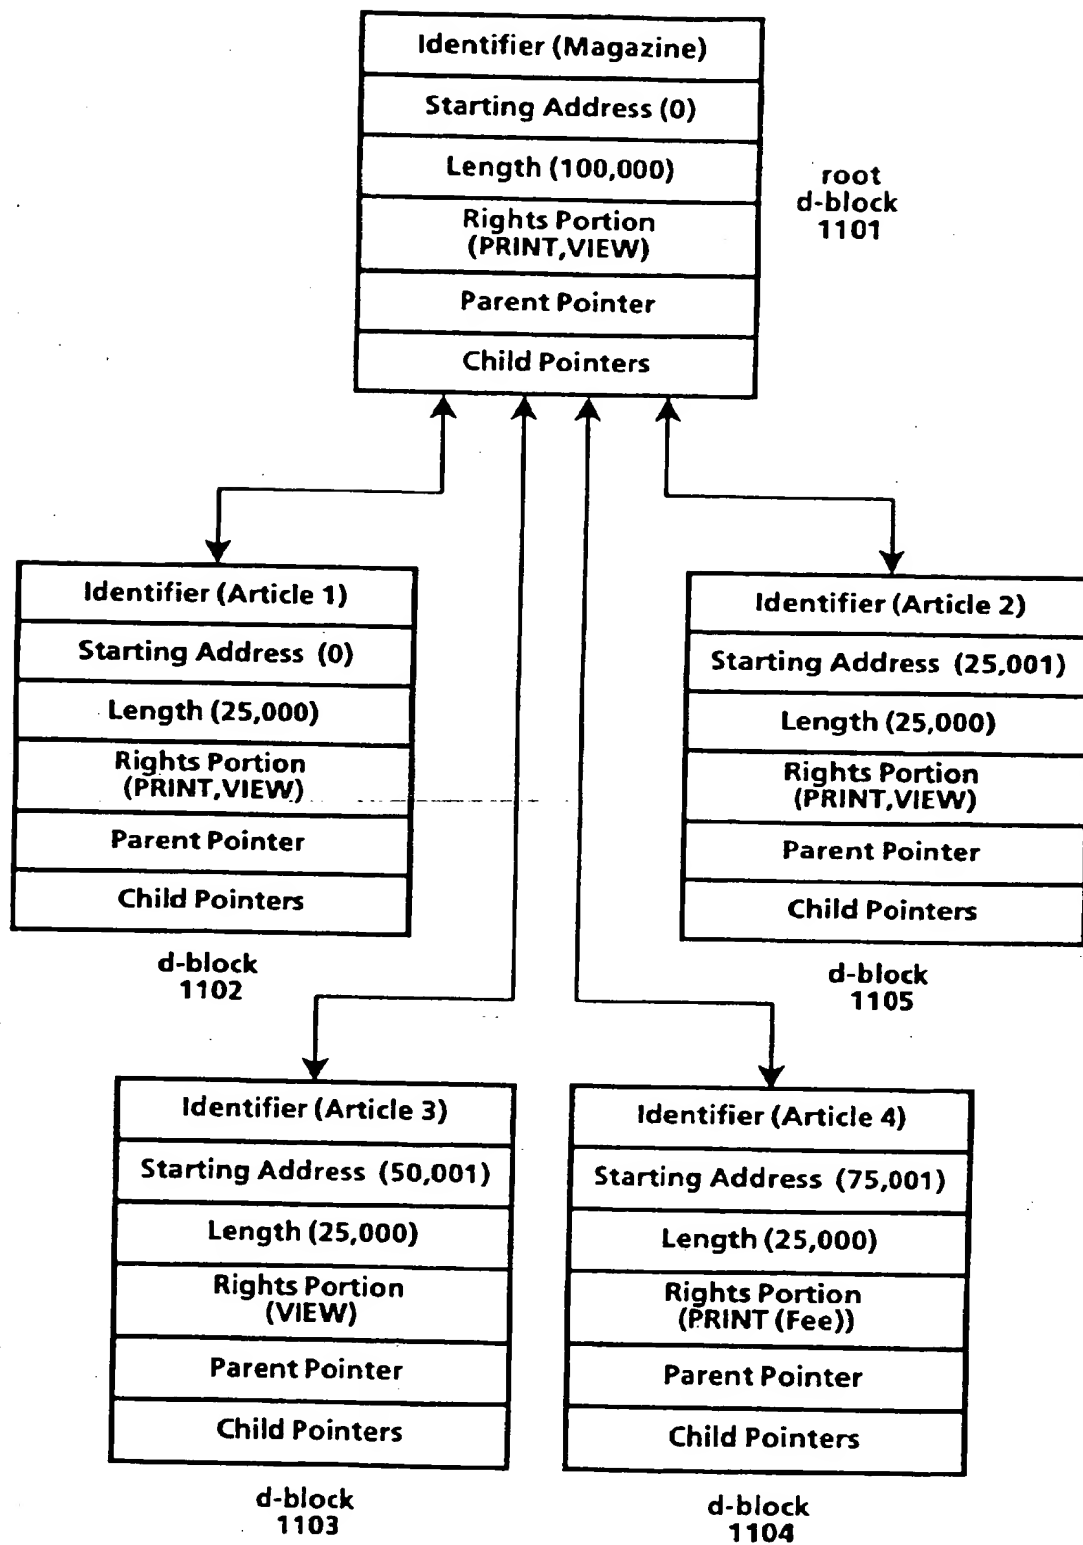 Identifier (Magazine)
Starting Address (0)
Length (100,000)
Rights Portion
(PRINT,VIEW)
Parent Pointer
Child Pointers
root
d-block
1101
Identifier (Article 1)
Starting Address (0)
Length (25,000)
Rights Portion
(PRINT,VIEW)
Parent Pointer
Child Pointers
d-block
1102
Identifier (Article 2)
Starting Address (25,001)
Length (25,000)
Rights Portion
(PRINT,VIEW)
Parent Pointer
Child Pointers
d-block
1105
Identifier (Article 3)
Starting Address (50,001)
Length (25,000)
Rights Portion
(VIEW)
Parent Pointer
Child Pointers
d-block
1103
Identifier (Article 4)
Starting Address (75,001)
Length (25,000)
Rights Portion
(PRINT (Fee))
Parent Pointer
Child Pointers
d-block
1104